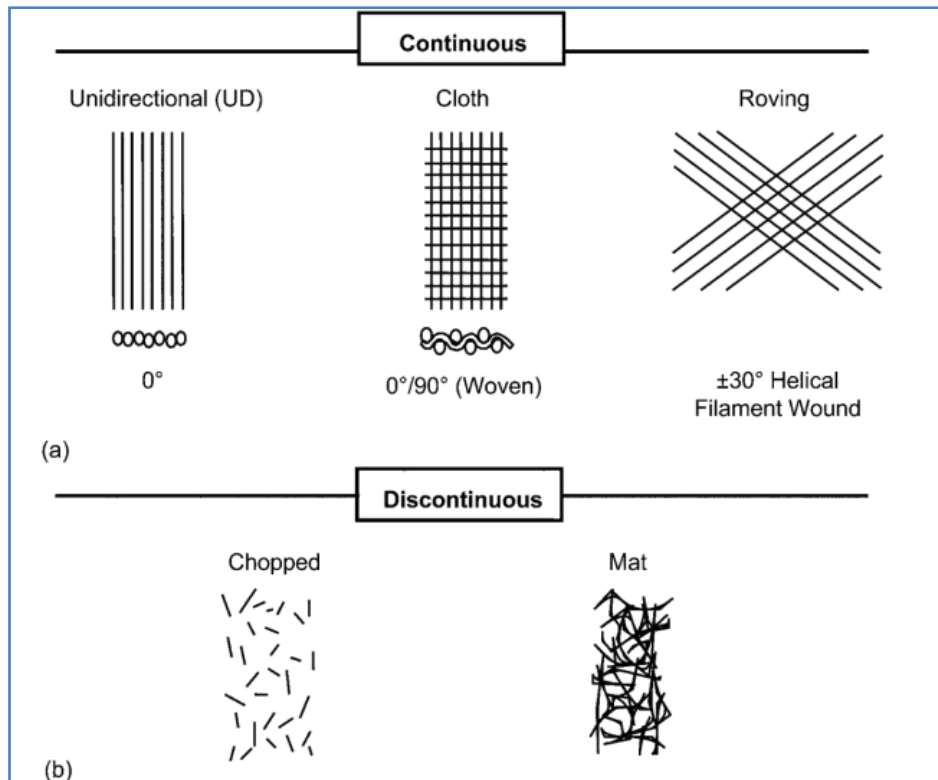 Continuous
Unidirectional (UD)
Cloth
Roving
0°
0°/90° (Woven)
±30° Helical
Filament Wound
(a)
Discontinuous
Chopped
Mat
(b)